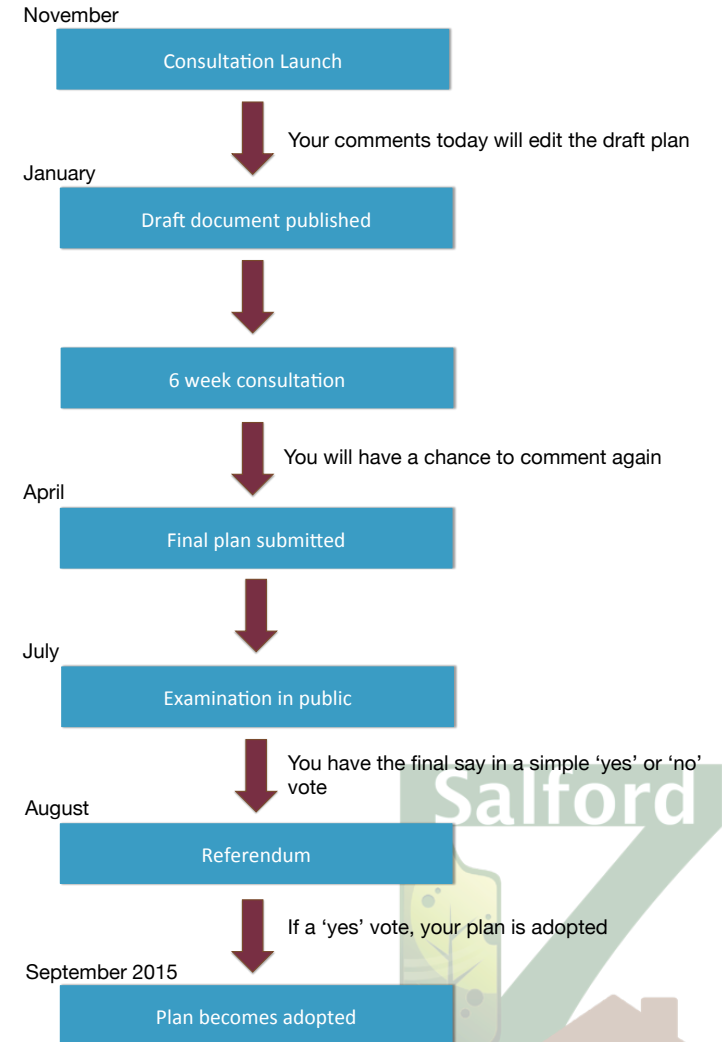 November
Consultation Launch
Your comments today will edit the draft plan
January
Draft document published
6 week consultation
You will have a chance to comment again
April
Final plan submitted
July
Examination in public
You have the final say in a simple ‘yes’ or ‘no’
vote
Salford
August
Referendum
If a ‘yes’ vote, your plan is adopted
September 2015
Plan becomes adopted